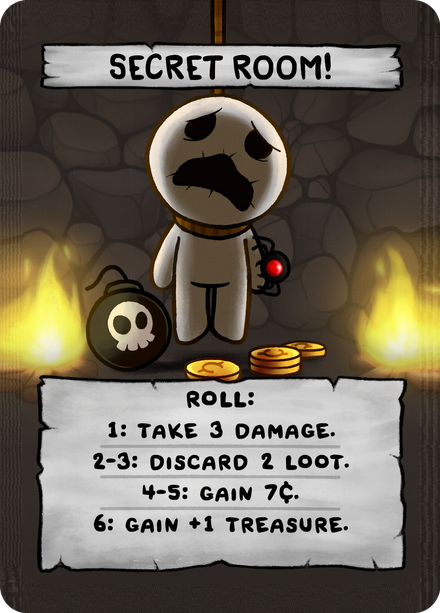 SECRET ROOM!
ROLL:
1: TAKE 3 DAMAGE.
2-3: DISCARD 2 LOOT.
4-5: GAIN 7¢.
6: GAIN +1 TREASURE.